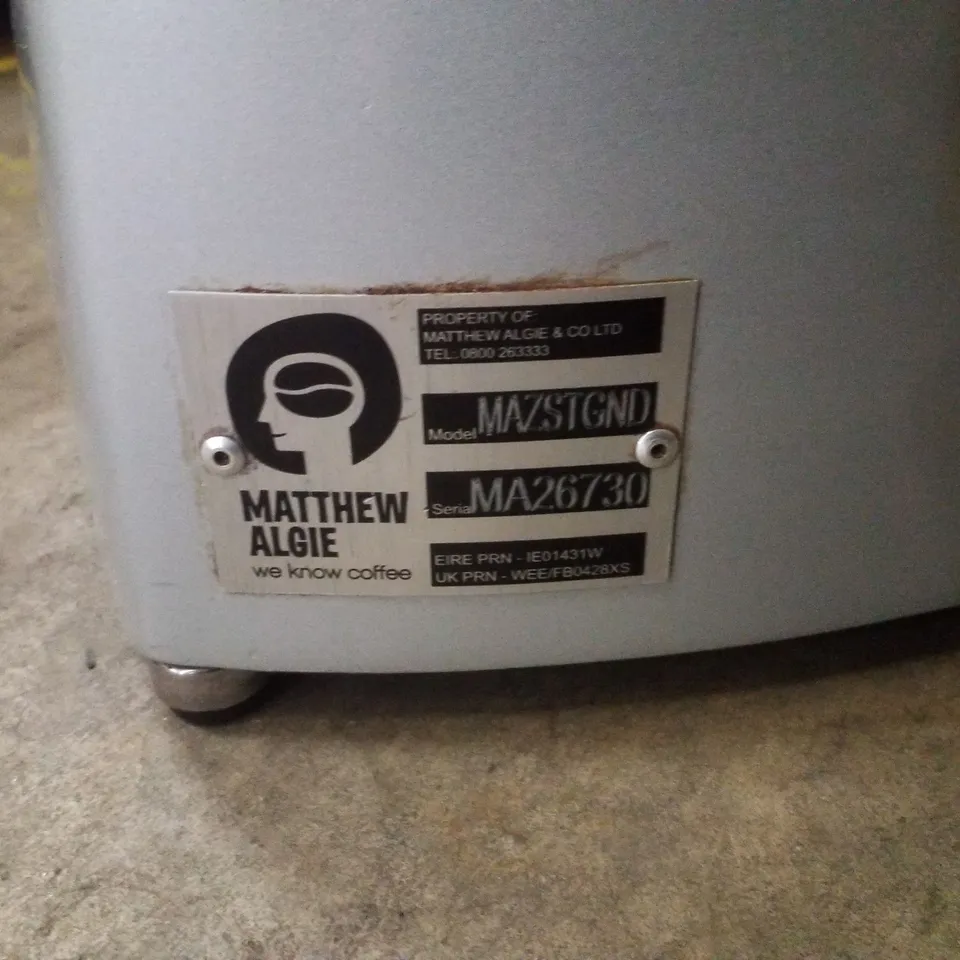 PROPERTY OF:
MATTHEW ALGIE & CO LTD
TEL: 0800 263333
Model MAZSTGND
Serial MA26730
EIRE PRN - IE01431W
UK PRN - WEE/FB0428XS
MATTHEW
ALGIE
we know coffee